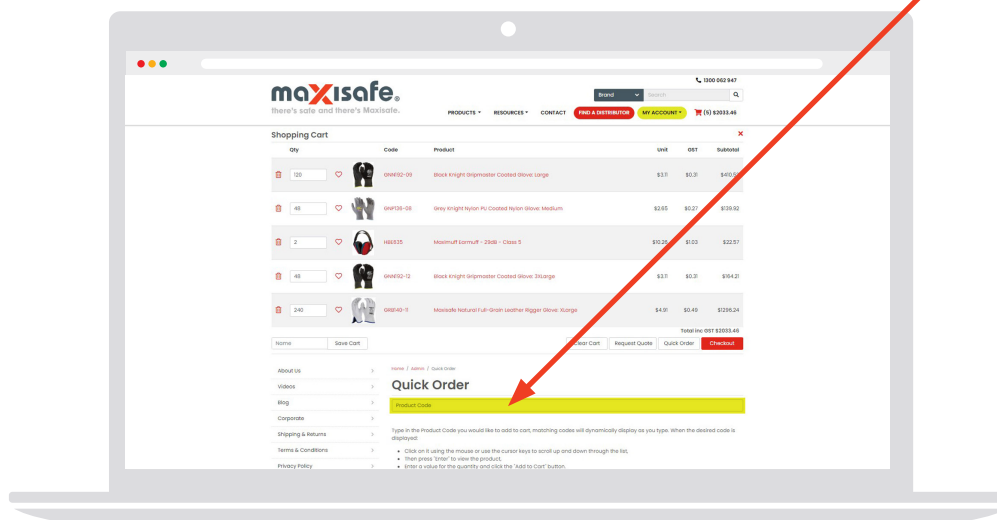 1300 062 947
maxisafe®
there's safe and there's Maxisafe.
Brand Search
PRODUCTS RESOURCES CONTACT FIND A DISTRIBUTOR MY ACCOUNT (5) $2033.46
Shopping Cart ×
Qty Code Product Unit GST Subtotal
120 GNN192-09 Black Knight Gripmaster Coated Glove: Large $3.11 $0.31
48 GNP136-08 Grey Knight Nylon PU Coated Nylon Glove: Medium $2.65 $0.27 $139.92
2 HBE635 Maximuff Earmuff - 29dB - Class 5 $10.26 $1.03 $22.57
48 GNN192-12 Black Knight Gripmaster Coated Glove: 3XLarge $3.11 $0.31 $164.21
240 GRB140-11 Maxisafe Natural Full-Grain Leather Rigger Glove: XLarge $4.91 $0.49 $1296.24
Total inc GST $2033.46
Name Save Cart Clear Cart Request Quote Quick Order Checkout
Home / Admin / Quick Order
Quick Order
Product Code
Type in the Product Code you would like to add to cart, matching codes will dynamically display as you type. When the desired code is
displayed:
• Click on it using the mouse or use the cursor keys to scroll up and down through the list.
• Then press 'Enter' to view the product.
• Enter a value for the quantity and click the 'Add to Cart' button.
About Us
Videos
Blog
Corporate
Shipping & Returns
Terms & Conditions
Privacy Policy